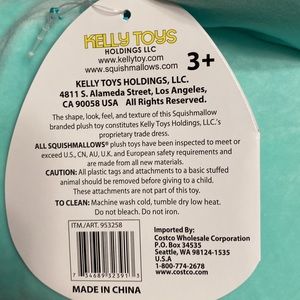 KELLY TOYS
HOLDINGS LLC
www.kellytoy.com
www.squishmallows.com
3+
KELLY TOYS HOLDINGS, LLC.
4811 S. Alameda Street, Los Angeles,
CA 90058 USA All Rights Reserved.
The shape, look, feel, and texture of this Squishmallow
branded plush toy constitutes Kelly Toys Holdings, LLC.'s
proprietary trade dress.
ALL SQUISHMALLOWS® plush toys have been inspected to meet or
exceed U.S., CN, AU, U.K. and European safety requirements and
are made from all new materials.
CAUTION: All plastic tags and attachments to a basic stuffed
animal should be removed before giving to a child.
These attachments are not part of this toy.
TO CLEAN: Machine wash cold, tumble dry low heat.
Do not bleach. Do not iron.
ITM./ART. 953258
7 34689 32391 3
MADE IN CHINA
Imported By:
Costco Wholesale Corporation
P.O. Box 34535
Seattle, WA 98124-1535
U.S.A
1-800-774-2678
www.costco.com